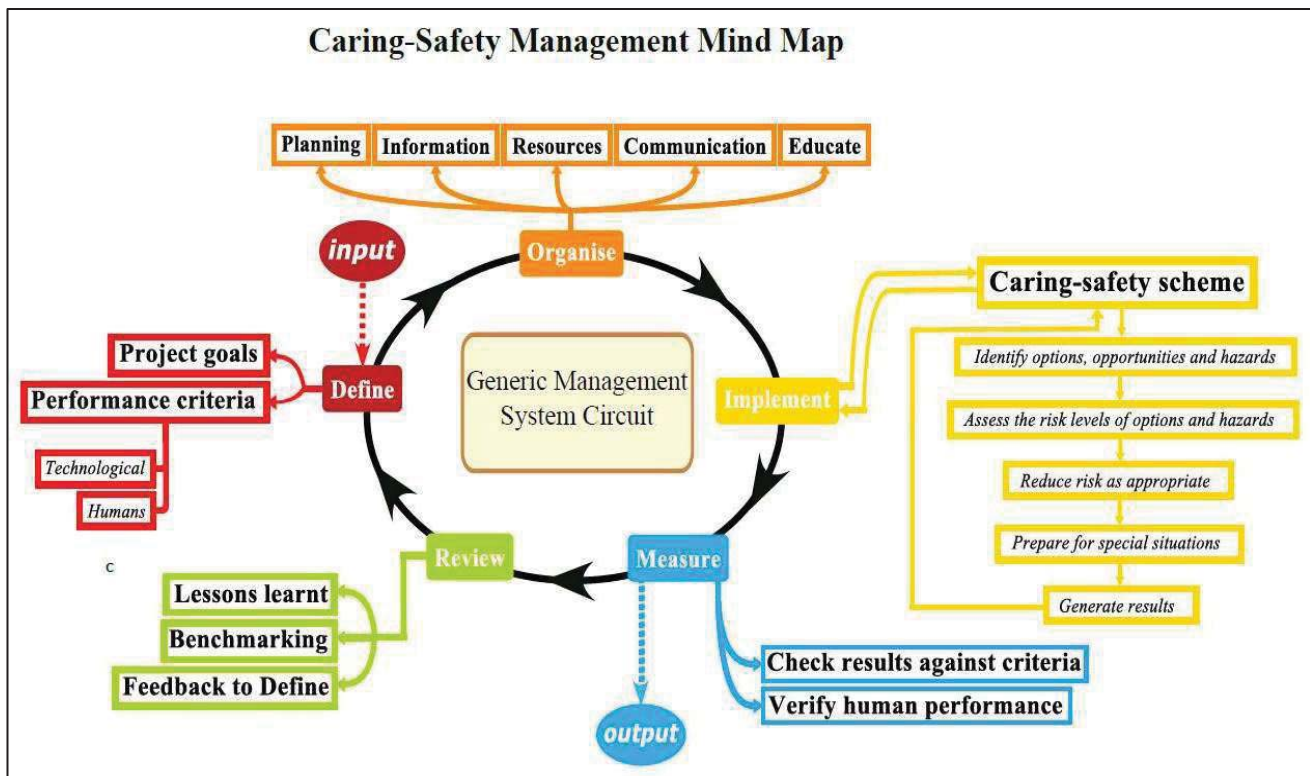 Caring-Safety Management Mind Map
Planning
Information
Resources
Communication
Educate
input
Organise
Caring-safety scheme
Project goals
Performance criteria
Define
Generic Management
System Circuit
Implement
Identify options, opportunities and hazards
Assess the risk levels of options and hazards
Technological
Humans
Reduce risk as appropriate
Prepare for special situations
c
Review
Measure
Lessons learnt
Benchmarking
Feedback to Define
Generate results
Check results against criteria
Verify human performance
output